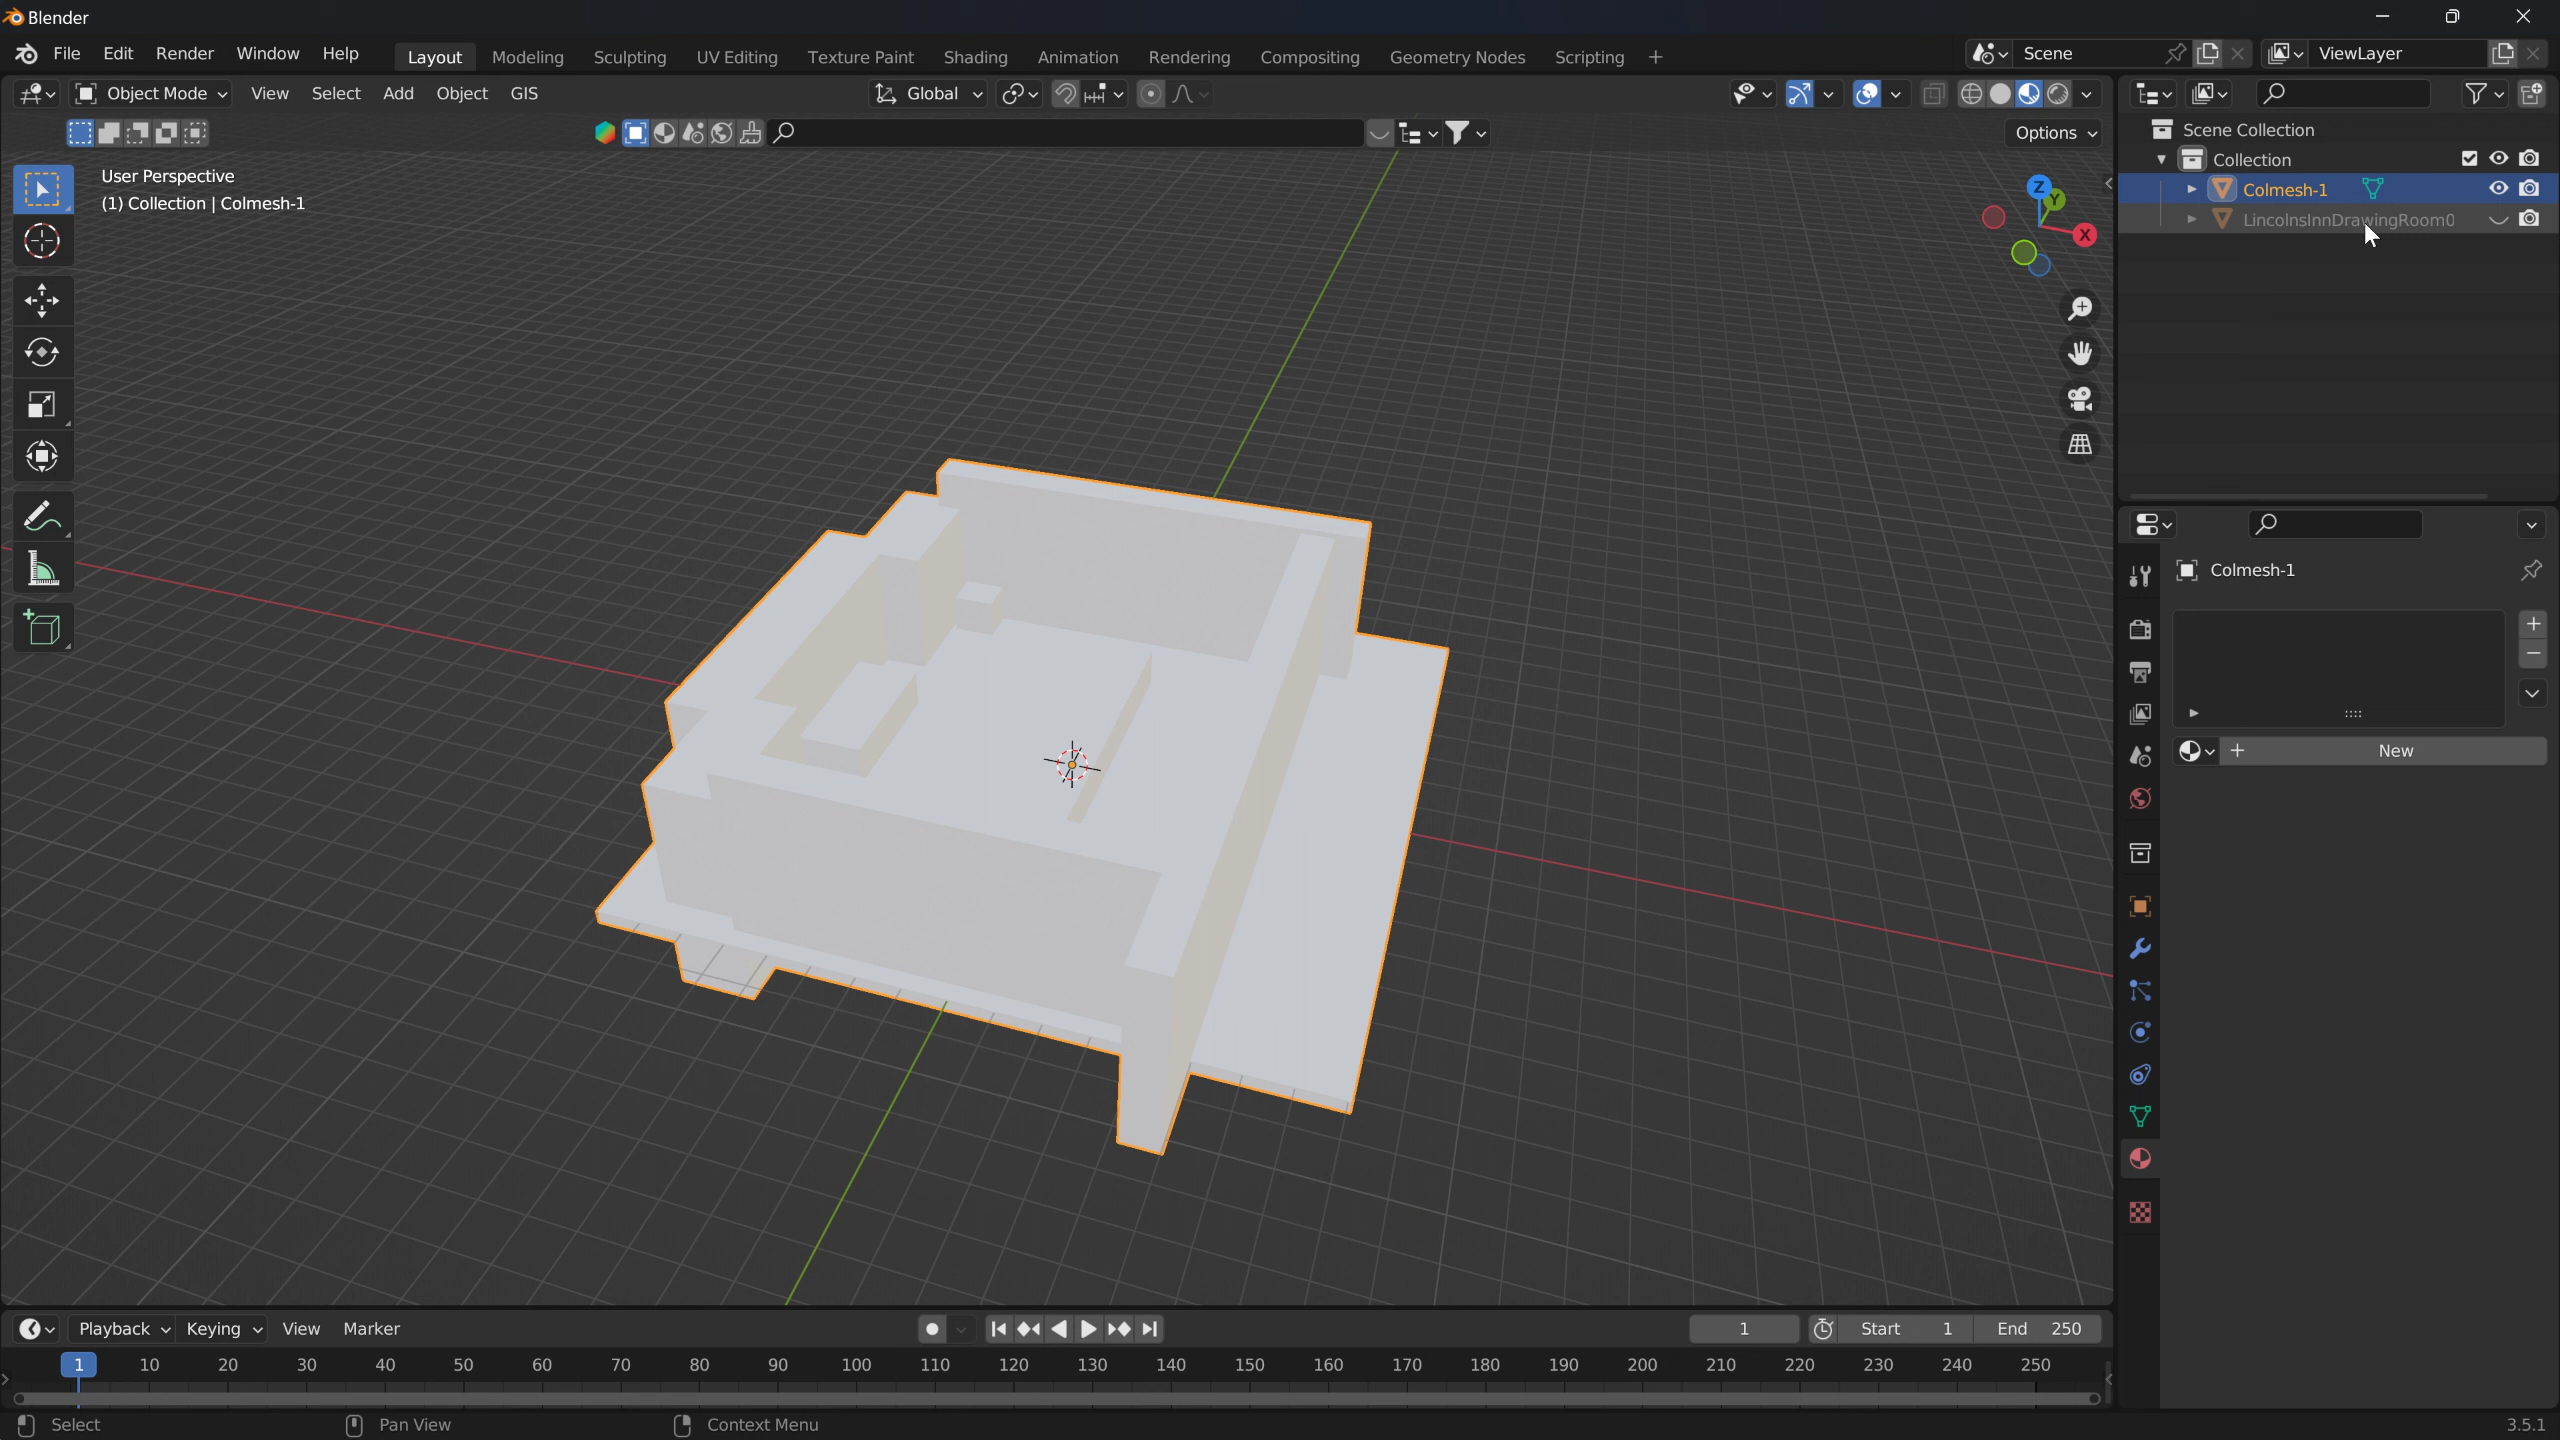 Blender
File Edit Render Window Help Layout Modeling Sculpting UV Editing Texture Paint Shading Animation Rendering Compositing Geometry Nodes Scripting + Scene ViewLayer
Object Mode View Select Add Object GIS Global
Options
User Perspective
(1) Collection | Colmesh-1
Z
Y
X
Scene Collection
Collection
Colmesh-1
LincolnsInnDrawingRoom0
Colmesh-1
New
Playback Keying View Marker 1 Start 1 End 250
1 10 20 30 40 50 60 70 80 90 100 110 120 130 140 150 160 170 180 190 200 210 220 230 240 250
Select Pan View Context Menu 3.5.1